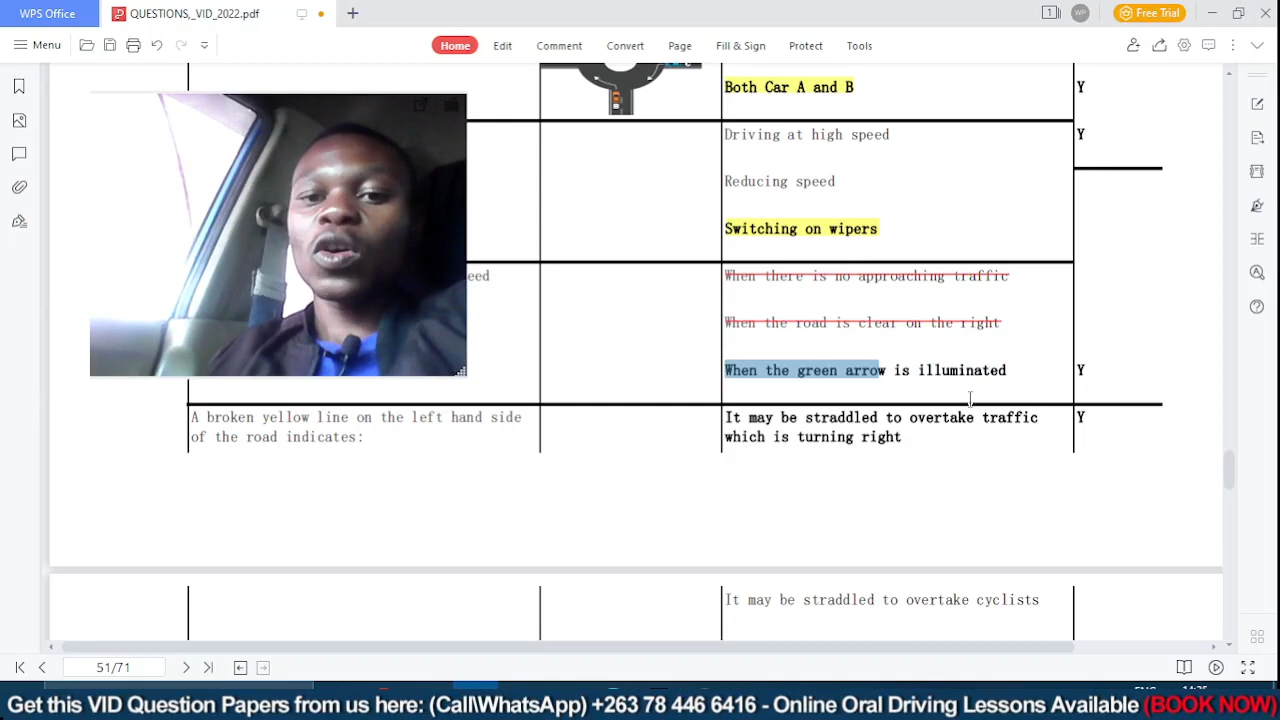 WPS Office
QUESTIONS,_VID_2022.pdf
WP
Free Trial
Menu
Home
Edit
Comment
Convert
Page
Fill & Sign
Protect
Tools
Both Car A and B
Y
Driving at high speed
Y
Reducing speed
Switching on wipers
eed
When there is no approaching traffic
When the road is clear on the right
When the green arrow is illuminated
Y
A broken yellow line on the left hand side
of the road indicates:
It may be straddled to overtake traffic
which is turning right
Y
It may be straddled to overtake cyclists
51/71
Get this VID Question Papers from us here: (Call\WhatsApp) +263 78 446 6416 - Online Oral Driving Lessons Available (BOOK NOW)